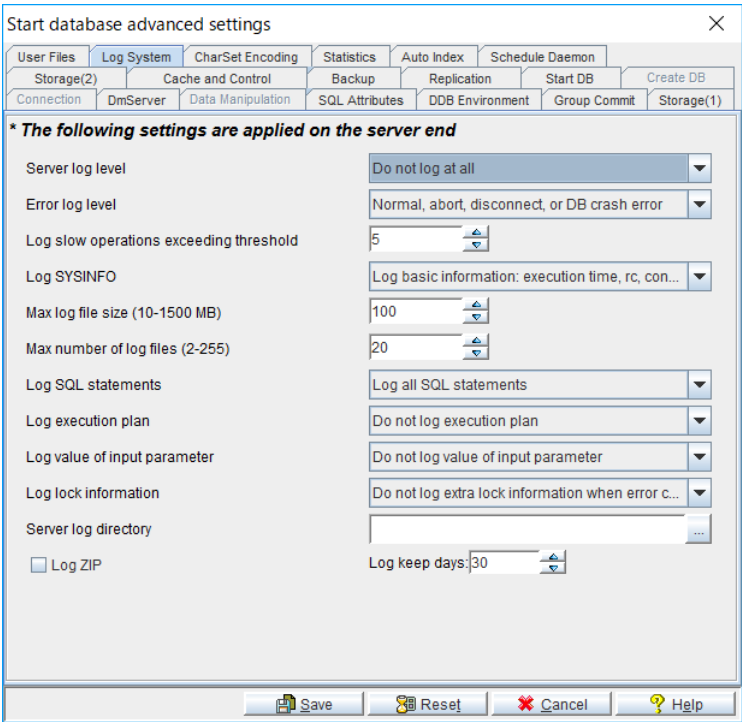 Start database advanced settings
User Files Log System CharSet Encoding Statistics Auto Index Schedule Daemon
Storage(2) Cache and Control Backup Replication Start DB Create DB
Connection DmServer Data Manipulation SQL Attributes DDB Environment Group Commit Storage(1)
* The following settings are applied on the server end
Server log level Do not log at all
Error log level Normal, abort, disconnect, or DB crash error
Log slow operations exceeding threshold 5
Log SYSINFO Log basic information: execution time, rc, con...
Max log file size (10-1500 MB) 100
Max number of log files (2-255) 20
Log SQL statements Log all SQL statements
Log execution plan Do not log execution plan
Log value of input parameter Do not log value of input parameter
Log lock information Do not log extra lock information when error c...
Server log directory ...
Log ZIP Log keep days: 30
Save Reset Cancel Help